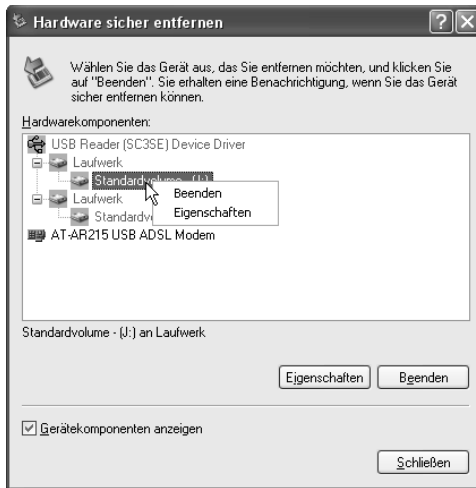 Hardware sicher entfernen
Wählen Sie das Gerät aus, das Sie entfernen möchten, und klicken Sie
auf "Beenden". Sie erhalten eine Benachrichtigung, wenn Sie das Gerät
sicher entfernen können.
Hardwarekomponenten:
USB Reader (SC3SE) Device Driver
Laufwerk
Standardvolume - (J:)
Beenden
Laufwerk
Eigenschaften
Standardv
AT-AR215 USB ADSL Modem
Standardvolume - (J:) an Laufwerk
Eigenschaften Beenden
Gerätekomponenten anzeigen
Schließen